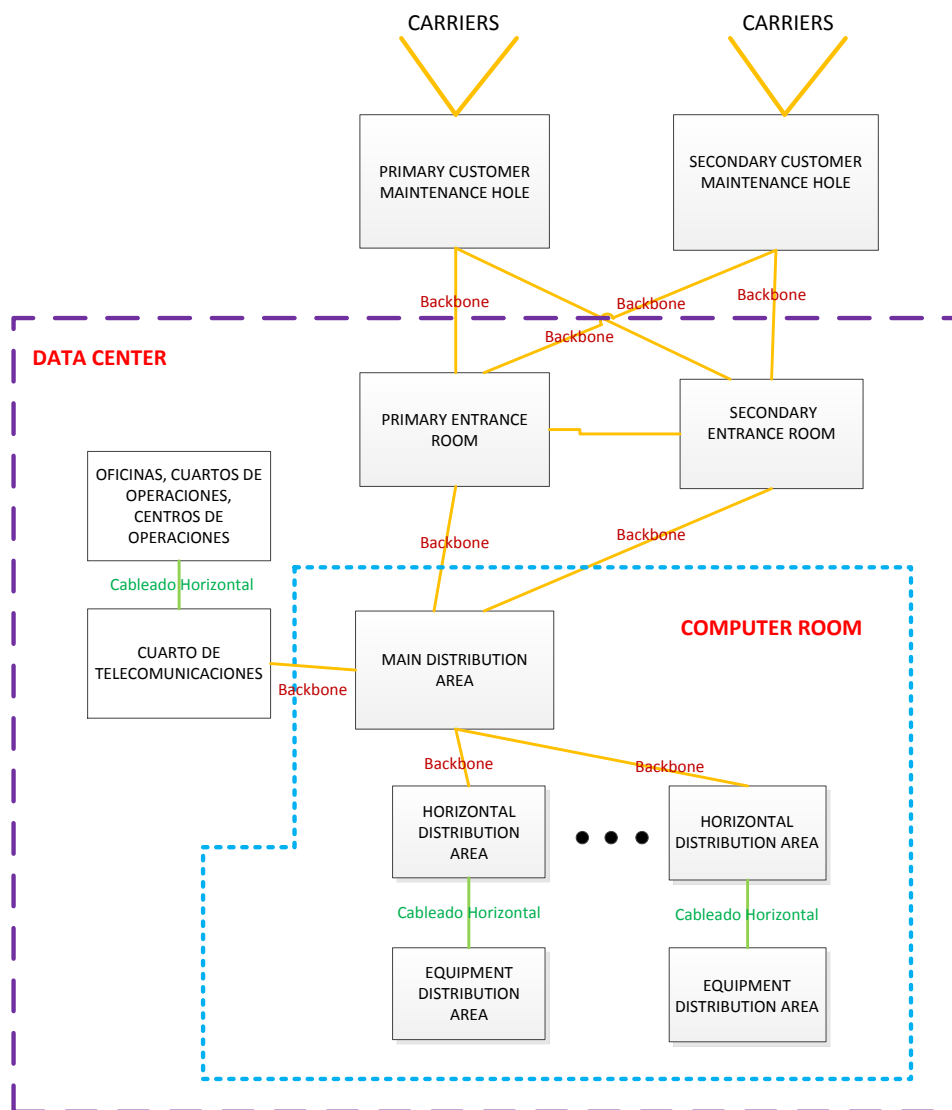 CARRIERS
CARRIERS
PRIMARY CUSTOMER
MAINTENANCE HOLE
SECONDARY CUSTOMER
MAINTENANCE HOLE
Backbone
Backbone
Backbone
Backbone
DATA CENTER
PRIMARY ENTRANCE
ROOM
SECONDARY
ENTRANCE ROOM
OFICINAS, CUARTOS DE
OPERACIONES,
CENTROS DE
OPERACIONES
Backbone
Backbone
Cableado Horizontal
CUARTO DE
TELECOMUNICACIONES
Backbone
MAIN DISTRIBUTION
AREA
COMPUTER ROOM
Backbone
Backbone
HORIZONTAL
DISTRIBUTION
AREA
HORIZONTAL
DISTRIBUTION AREA
Cableado Horizontal
Cableado Horizontal
EQUIPMENT
DISTRIBUTION
AREA
EQUIPMENT
DISTRIBUTION AREA